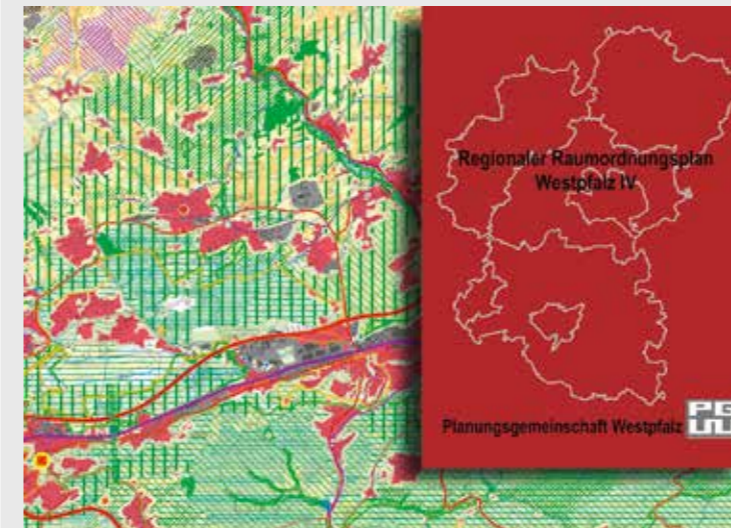 Regionaler Raumordnungsplan
Westpfalz IV
Planungsgemeinschaft Westpfalz